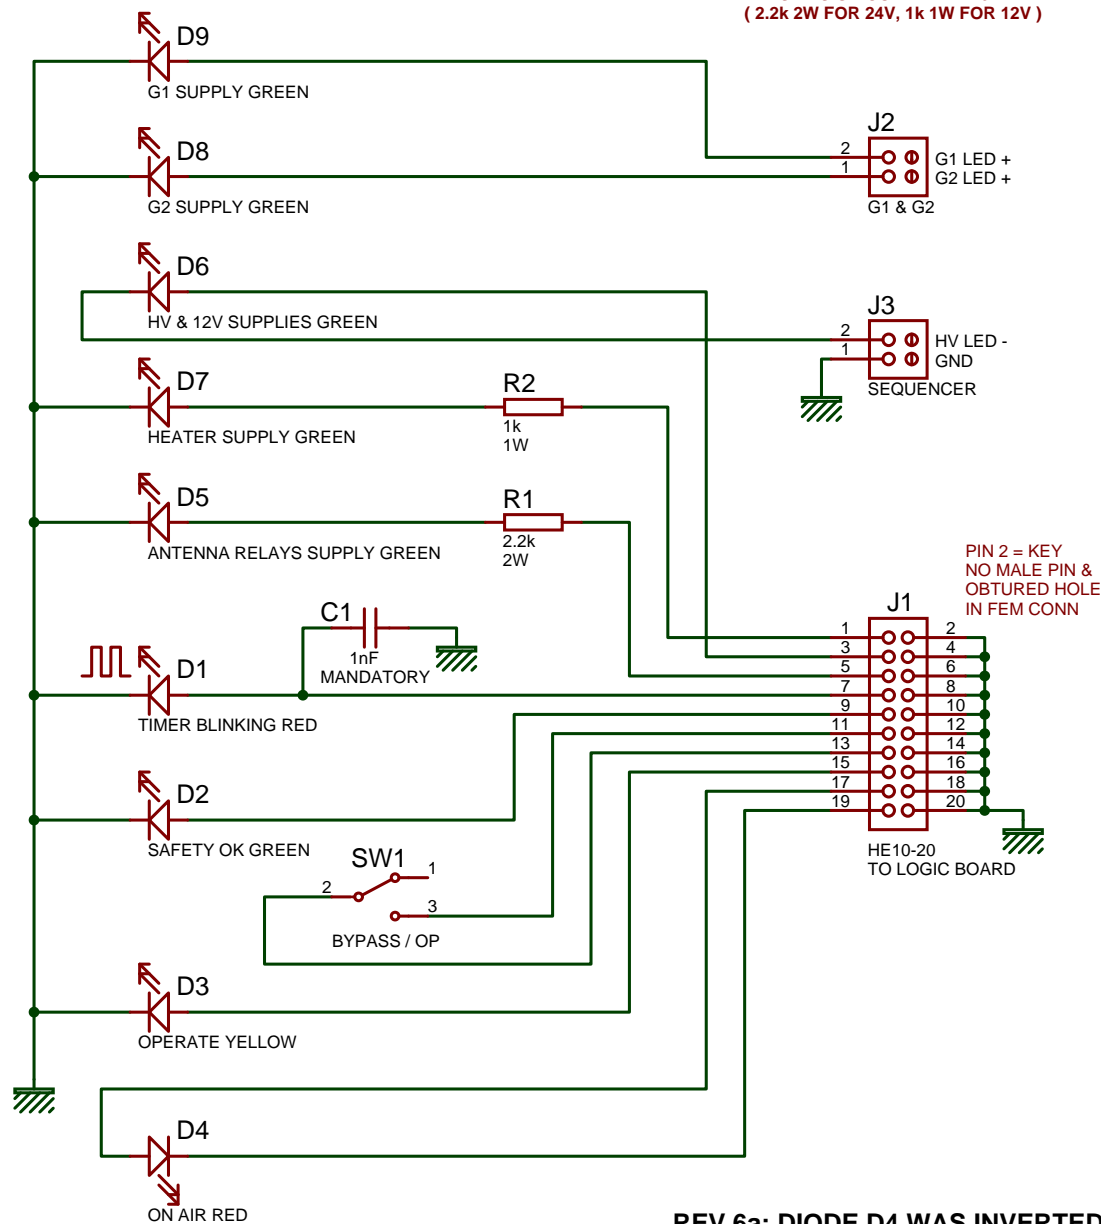 ( 2.2k 2W FOR 24V, 1k 1W FOR 12V )
D9
G1 SUPPLY GREEN
D8
G2 SUPPLY GREEN
J2
2
1
G1 LED +
G2 LED +
G1 & G2
D6
HV & 12V SUPPLIES GREEN
J3
2
1
HV LED -
GND
SEQUENCER
D7
HEATER SUPPLY GREEN
R2
1k
1W
D5
ANTENNA RELAYS SUPPLY GREEN
R1
2.2k
2W
PIN 2 = KEY
NO MALE PIN &
OBTURED HOLE
IN FEM CONN
C1
1nF
MANDATORY
D1
TIMER BLINKING RED
J1
1 2
3 4
5 6
7 8
9 10
11 12
13 14
15 16
17 18
19 20
HE10-20
TO LOGIC BOARD
D2
SAFETY OK GREEN
SW1
1
2
3
BYPASS / OP
D3
OPERATE YELLOW
D4
ON AIR RED
REV 6a: DIODE D4 WAS INVERTED